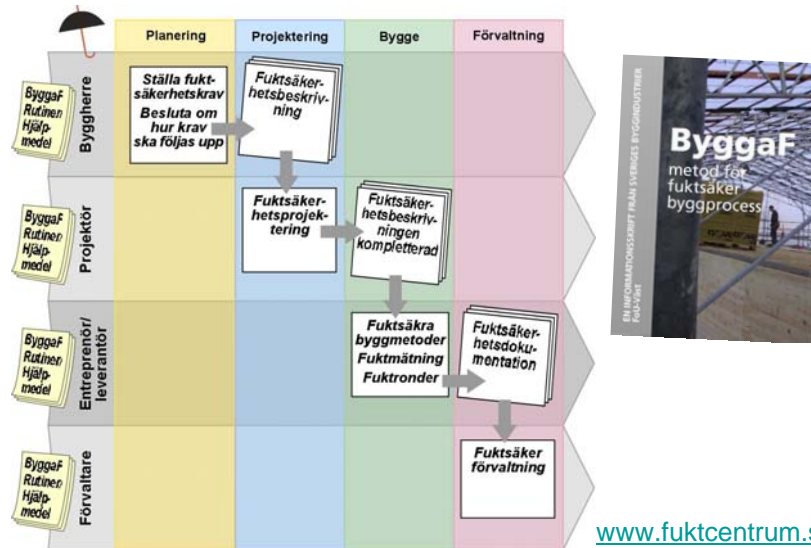 Planering
Projektering
Bygge
Förvaltning
ByggaF
Rutiner
Hjälp-
medel
Byggherre
Ställa fukt-
säkerhetskrav
Besluta om
hur krav
ska följas upp
Fuktsäker-
hetsbeskriv-
ning
ByggaF
Rutiner
Hjälp-
medel
Projektör
Fuktsäker-
hetsprojek-
tering
Fuktsäker-
hetsbeskriv-
ningen
kompletterad
ByggaF
Rutiner
Hjälp-
medel
Entreprenör/
leverantör
Fuktsäkra
byggmetoder
Fuktmätning
Fuktronder
Fuktsäker-
hetsdoku-
mentation
ByggaF
Rutiner
Hjälp-
medel
Förvaltare
Fuktsäker
förvaltning
EN INFORMATIONSSKRIFT FRÅN SVERIGES BYGGINDUSTRIER
FoU-Väst
ByggaF
metod för
fuktsäker
byggprocess
www.fuktcentrum.s